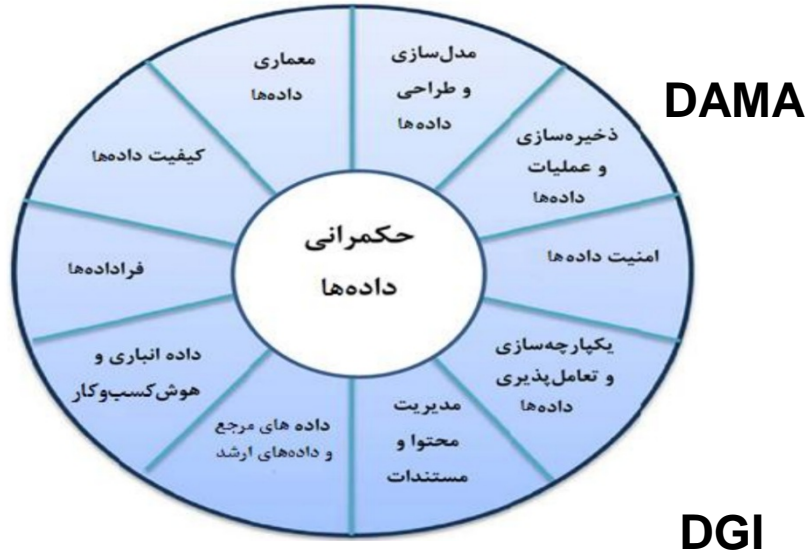 DAMA
معماری
داده‌ها
مدل‌سازی
و طراحی
داده‌ها
ذخیره‌سازی
و عملیات
داده‌ها
امنیت داده‌ها
یکپارچه‌سازی
و تعامل‌پذیری
داده‌ها
مدیریت
محتوا و
مستندات
داده های مرجع
و داده‌های ارشد
داده انباری و
هوش‌کسب‌وکار
فراداده‌ها
کیفیت داده‌ها
حکمرانی
داده‌ها
DGI